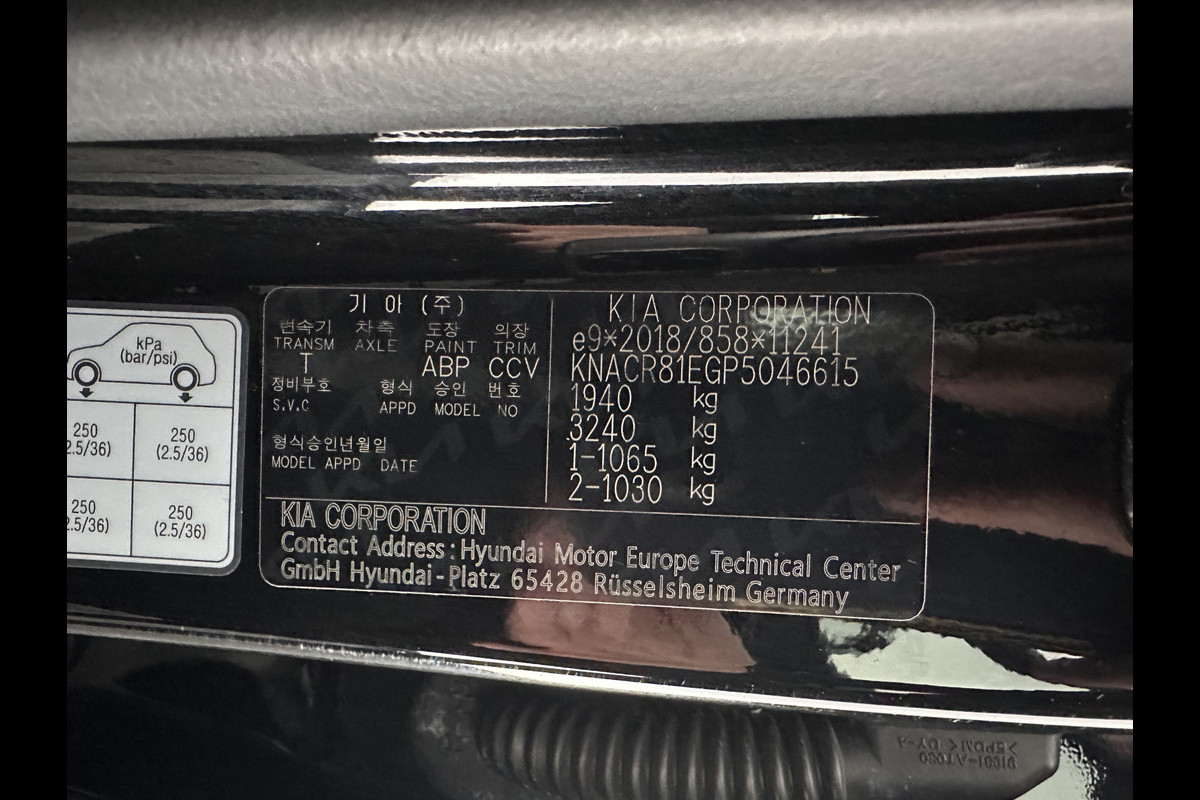 kPa
(bar/psi)
250
(2.5/36)
250
(2.5/36)
250
(2.5/36)
250
(2.5/36)
기 아 (주)
변속기 차축 도장 의장
TRANSM AXLE PAINT TRIM
T ABP CCV
정비부호 형식 승인 번호
S.V.C APPD MODEL NO
형식승인년월일
MODEL APPD DATE
KIA CORPORATION
e9*2018/858*11241
KNACR81EGP5046615
1940 kg
3240 kg
1-1065 kg
2-1030 kg
KIA CORPORATION
Contact Address : Hyundai Motor Europe Technical Center
GmbH Hyundai-Platz 65428 Rüsselsheim Germany
91981-AT030
>EPDM< DY-A